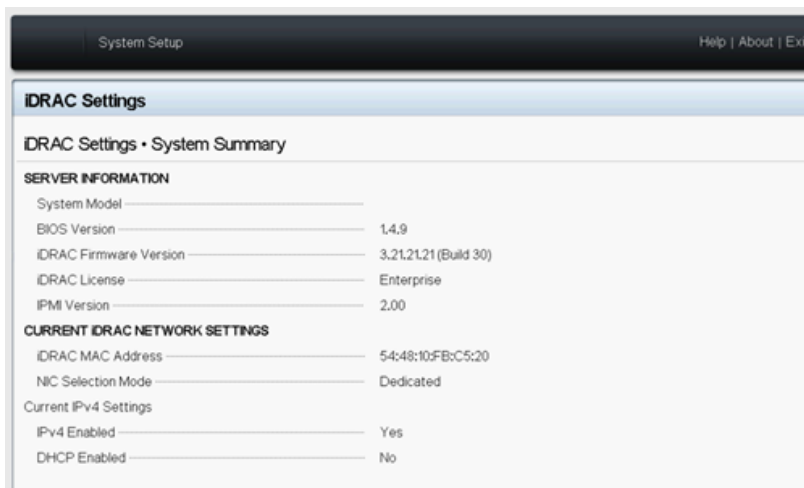 System Setup
Help | About |
iDRAC Settings
iDRAC Settings • System Summary
SERVER INFORMATION
System Model
BIOS Version 1.4.9
iDRAC Firmware Version 3.21.21.21 (Build 30)
iDRAC License Enterprise
IPMI Version 2.00
CURRENT iDRAC NETWORK SETTINGS
iDRAC MAC Address 54:48:10:FB:C5:20
NIC Selection Mode Dedicated
Current IPv4 Settings
IPv4 Enabled Yes
DHCP Enabled No